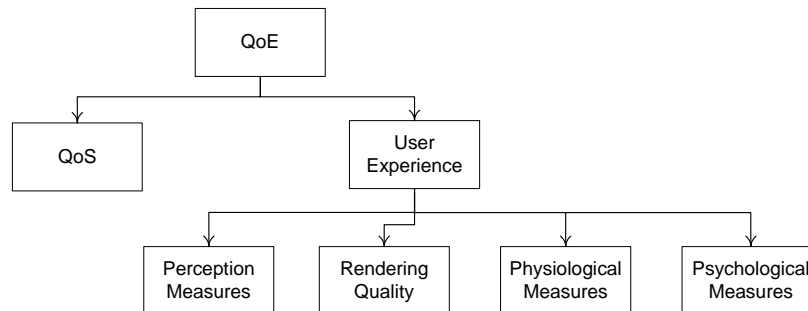 QoE
QoS
User
Experience
Perception
Measures
Rendering
Quality
Physiological
Measures
Psychological
Measures